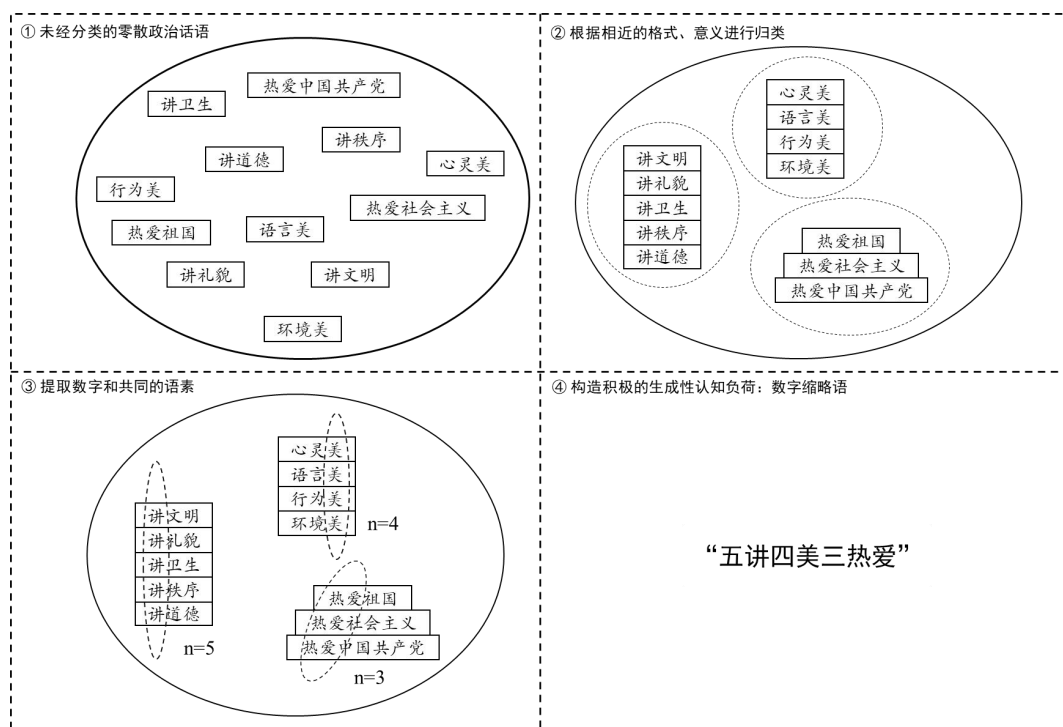 ① 未经分类的零散政治话语
热爱中国共产党
讲卫生
讲秩序
讲道德
心灵美
行为美
热爱社会主义
热爱祖国
语言美
讲礼貌
讲文明
环境美
② 根据相近的格式、意义进行归类
心灵美
语言美
行为美
环境美
讲文明
讲礼貌
讲卫生
讲秩序
讲道德
热爱祖国
热爱社会主义
热爱中国共产党
③ 提取数字和共同的语素
心灵美
语言美
行为美
环境美
n=4
讲文明
讲礼貌
讲卫生
讲秩序
讲道德
n=5
热爱祖国
热爱社会主义
热爱中国共产党
n=3
④ 构造积极的生成性认知负荷：数字缩略语
“五讲四美三热爱”